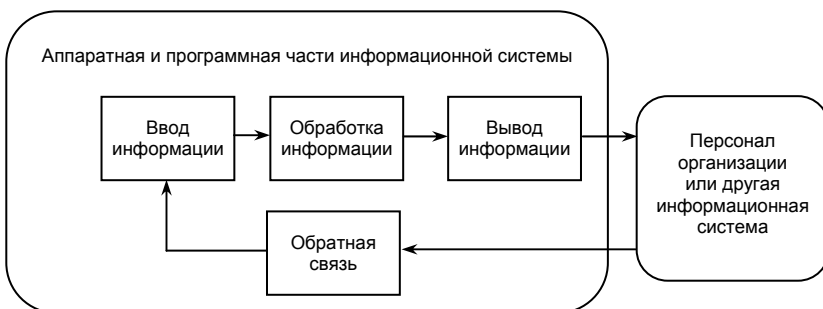 Аппаратная и программная части информационной системы
Ввод
информации
Обработка
информации
Вывод
информации
Персонал
организации
или другая
информационная
система
Обратная
связь